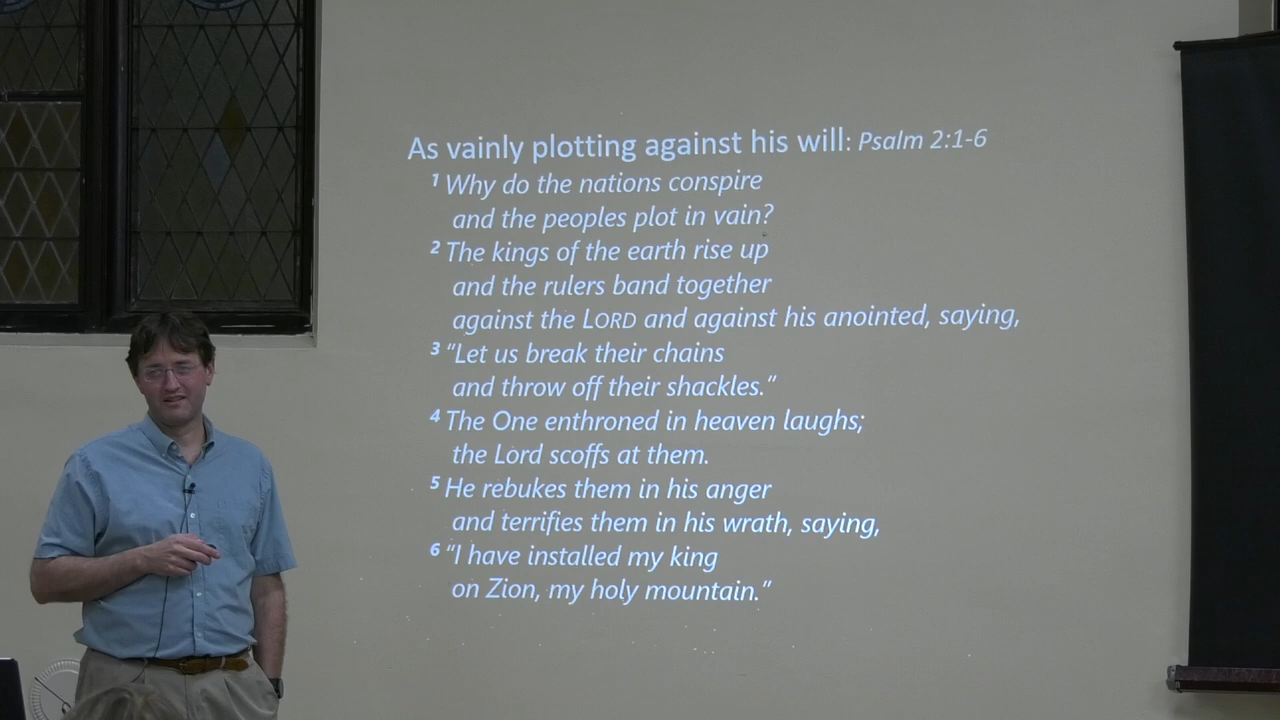 As vainly plotting against his will: Psalm 2:1-6
1 Why do the nations conspire
and the peoples plot in vain?
2 The kings of the earth rise up
and the rulers band together
against the LORD and against his anointed, saying,
3 “Let us break their chains
and throw off their shackles.”
4 The One enthroned in heaven laughs;
the Lord scoffs at them.
5 He rebukes them in his anger
and terrifies them in his wrath, saying,
6 “I have installed my king
on Zion, my holy mountain.”